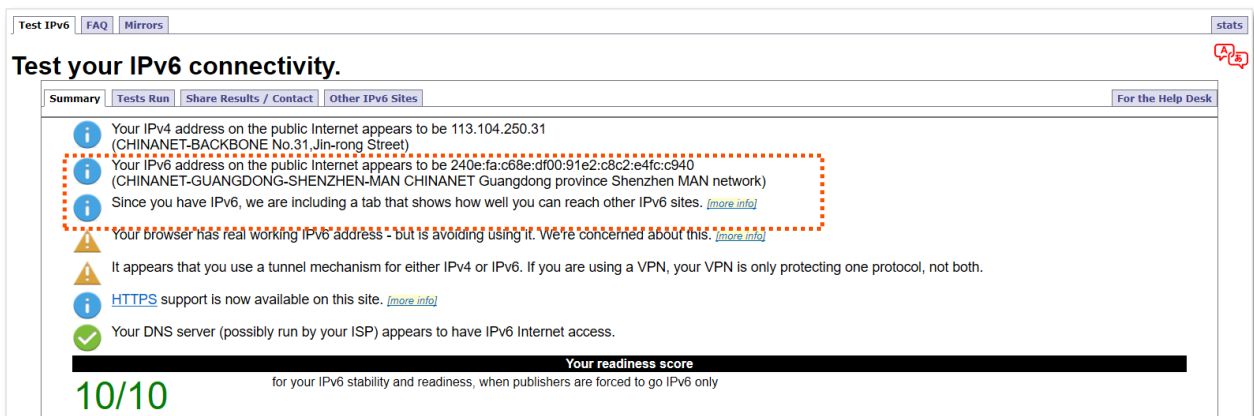 Test IPv6 FAQ Mirrors stats
Test your IPv6 connectivity.
Summary Tests Run Share Results / Contact Other IPv6 Sites For the Help Desk
Your IPv4 address on the public Internet appears to be 113.104.250.31
(CHINANET-BACKBONE No.31,Jin-rong Street)
Your IPv6 address on the public Internet appears to be 240e:fa:c68e:df00:91e2:c8c2:e4fc:c940
(CHINANET-GUANGDONG-SHENZHEN-MAN CHINANET Guangdong province Shenzhen MAN network)
Since you have IPv6, we are including a tab that shows how well you can reach other IPv6 sites. [more info]
Your browser has real working IPv6 address - but is avoiding using it. We're concerned about this. [more info]
It appears that you use a tunnel mechanism for either IPv4 or IPv6. If you are using a VPN, your VPN is only protecting one protocol, not both.
HTTPS support is now available on this site. [more info]
Your DNS server (possibly run by your ISP) appears to have IPv6 Internet access.
Your readiness score
10/10 for your IPv6 stability and readiness, when publishers are forced to go IPv6 only